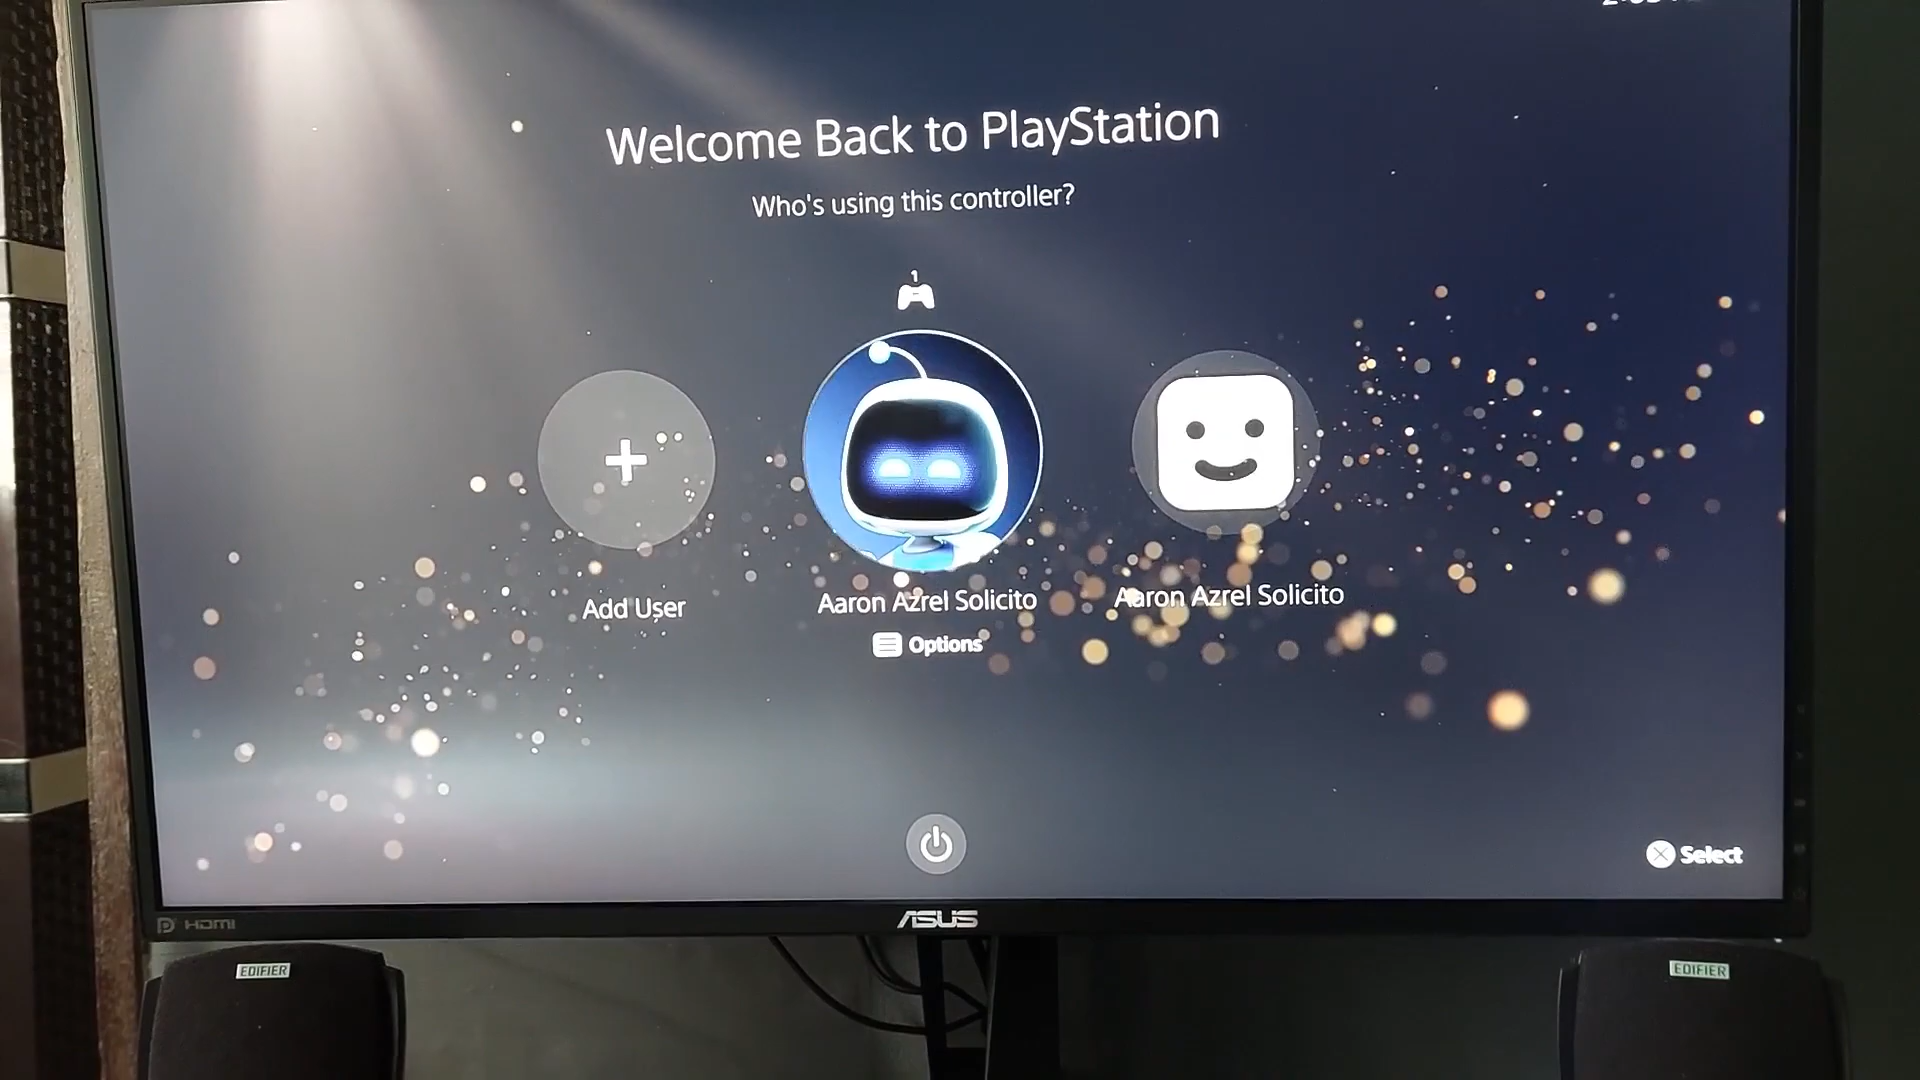 Welcome Back to PlayStation
Who's using this controller?
1
Add User
Aaron Azrel Solicito
Options
Aaron Azrel Solicito
Select
HDMI
ASUS
EDIFIER
EDIFIER